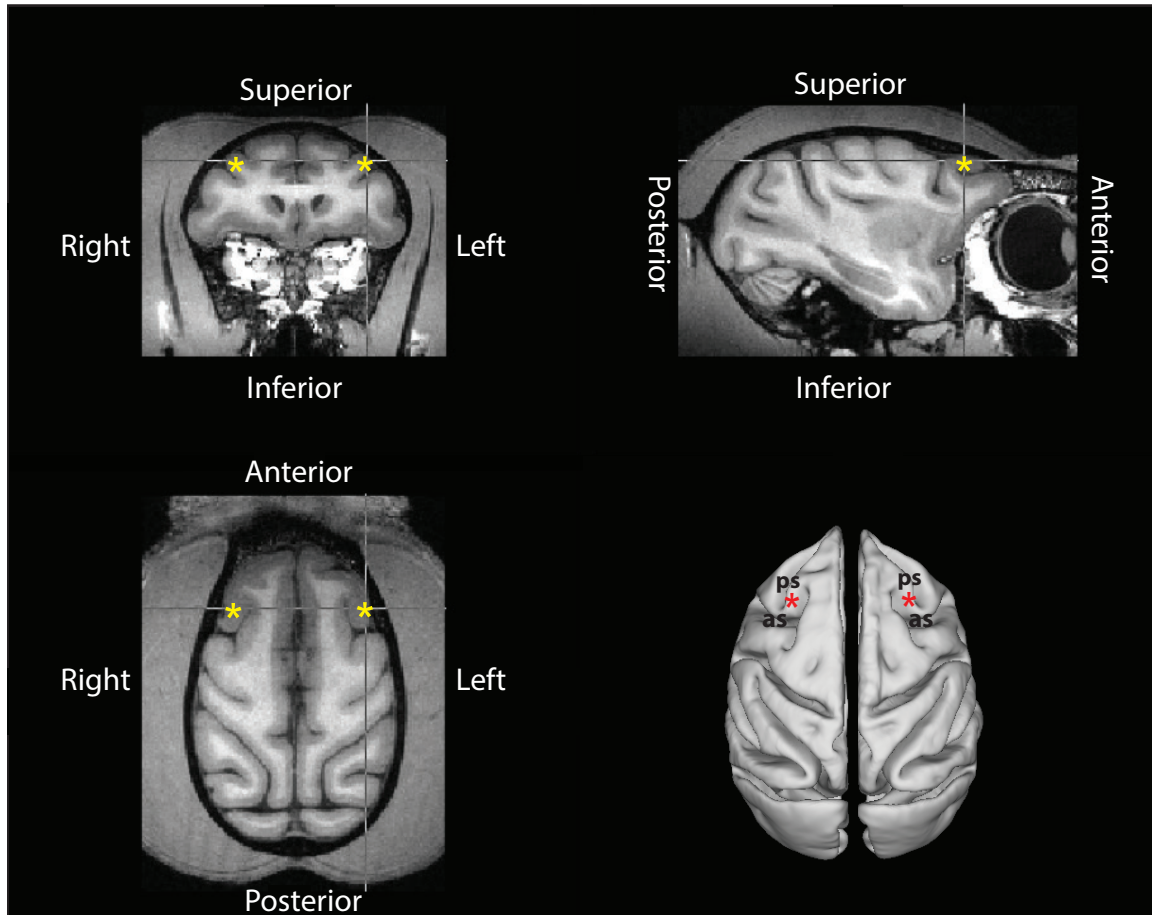 Superior
*
*
Right
Left
Inferior
Superior
*
Posterior
Anterior
Inferior
Anterior
*
*
Right
Left
Posterior
ps
ps
*
*
as
as